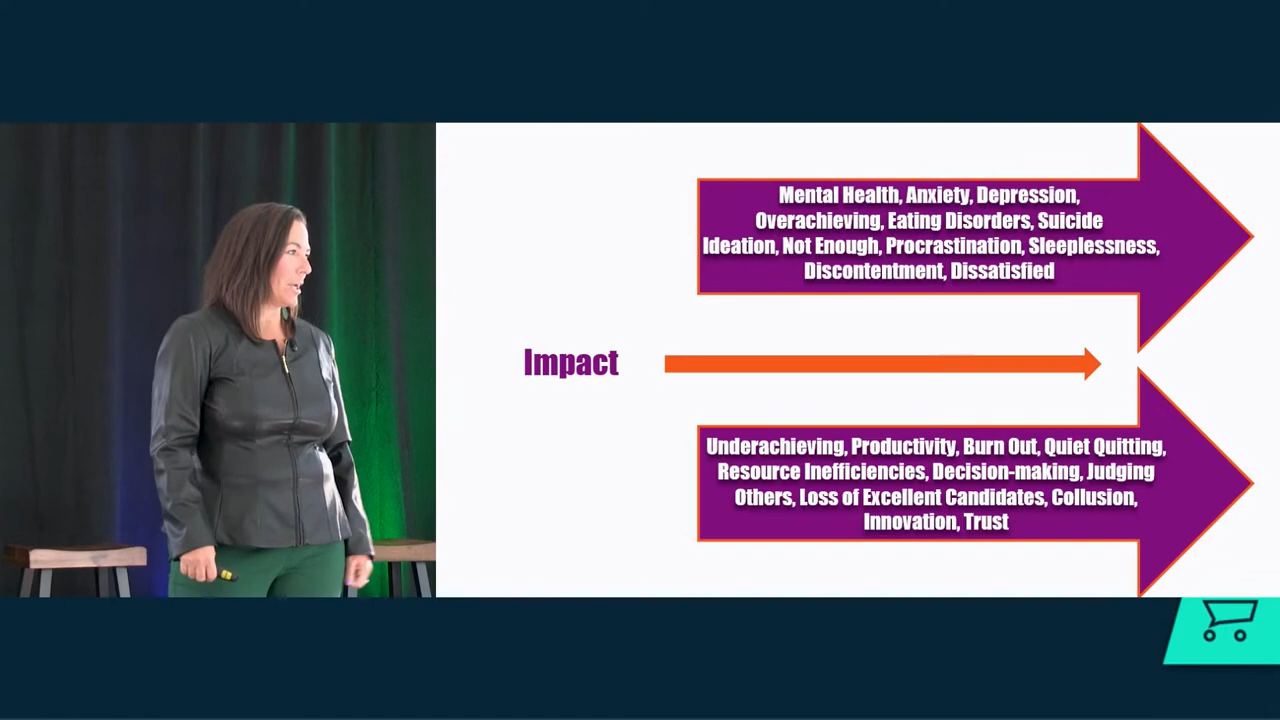 Mental Health, Anxiety, Depression,
Overachieving, Eating Disorders, Suicide
Ideation, Not Enough, Procrastination, Sleeplessness,
Discontentment, Dissatisfied
Impact
Underachieving, Productivity, Burn Out, Quiet Quitting,
Resource Inefficiencies, Decision-making, Judging
Others, Loss of Excellent Candidates, Collusion,
Innovation, Trust